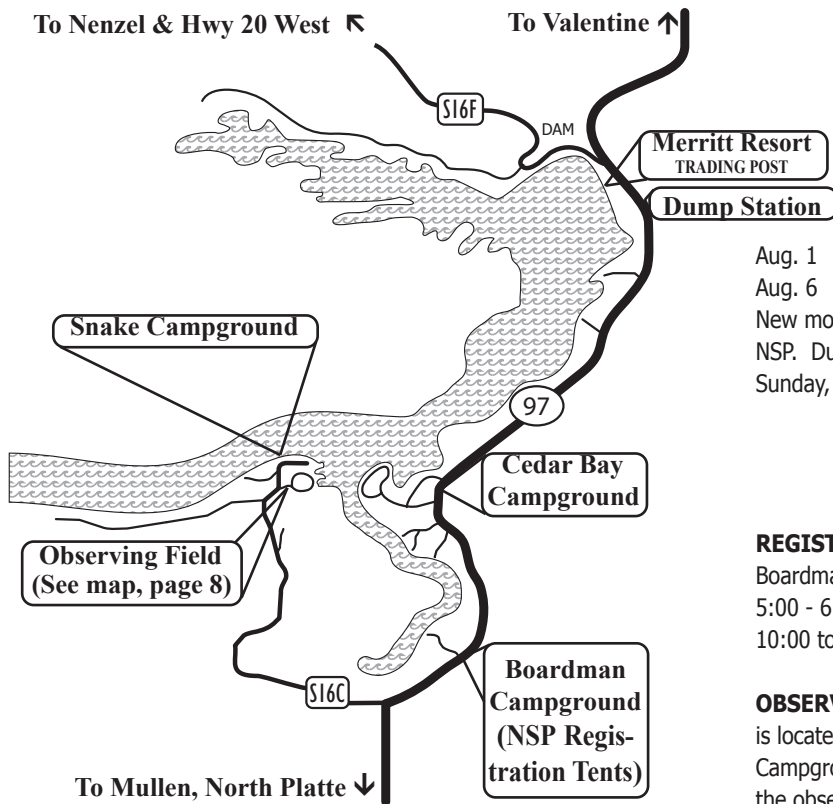 To Nenzel & Hwy 20 West
To Valentine
S16F
DAM
Merritt Resort
TRADING POST
Dump Station
Snake Campground
97
Cedar Bay
Campground
Observing Field
(See map, page 8)
S16C
Boardman
Campground
(NSP Regis-
tration Tents)
To Mullen, North Platte
Aug. 1
Aug. 6
New mo
NSP. Du
Sunday,
REGIST
Boardma
5:00 - 6
10:00 to
OBSERV
is locate
Campgro
the obse